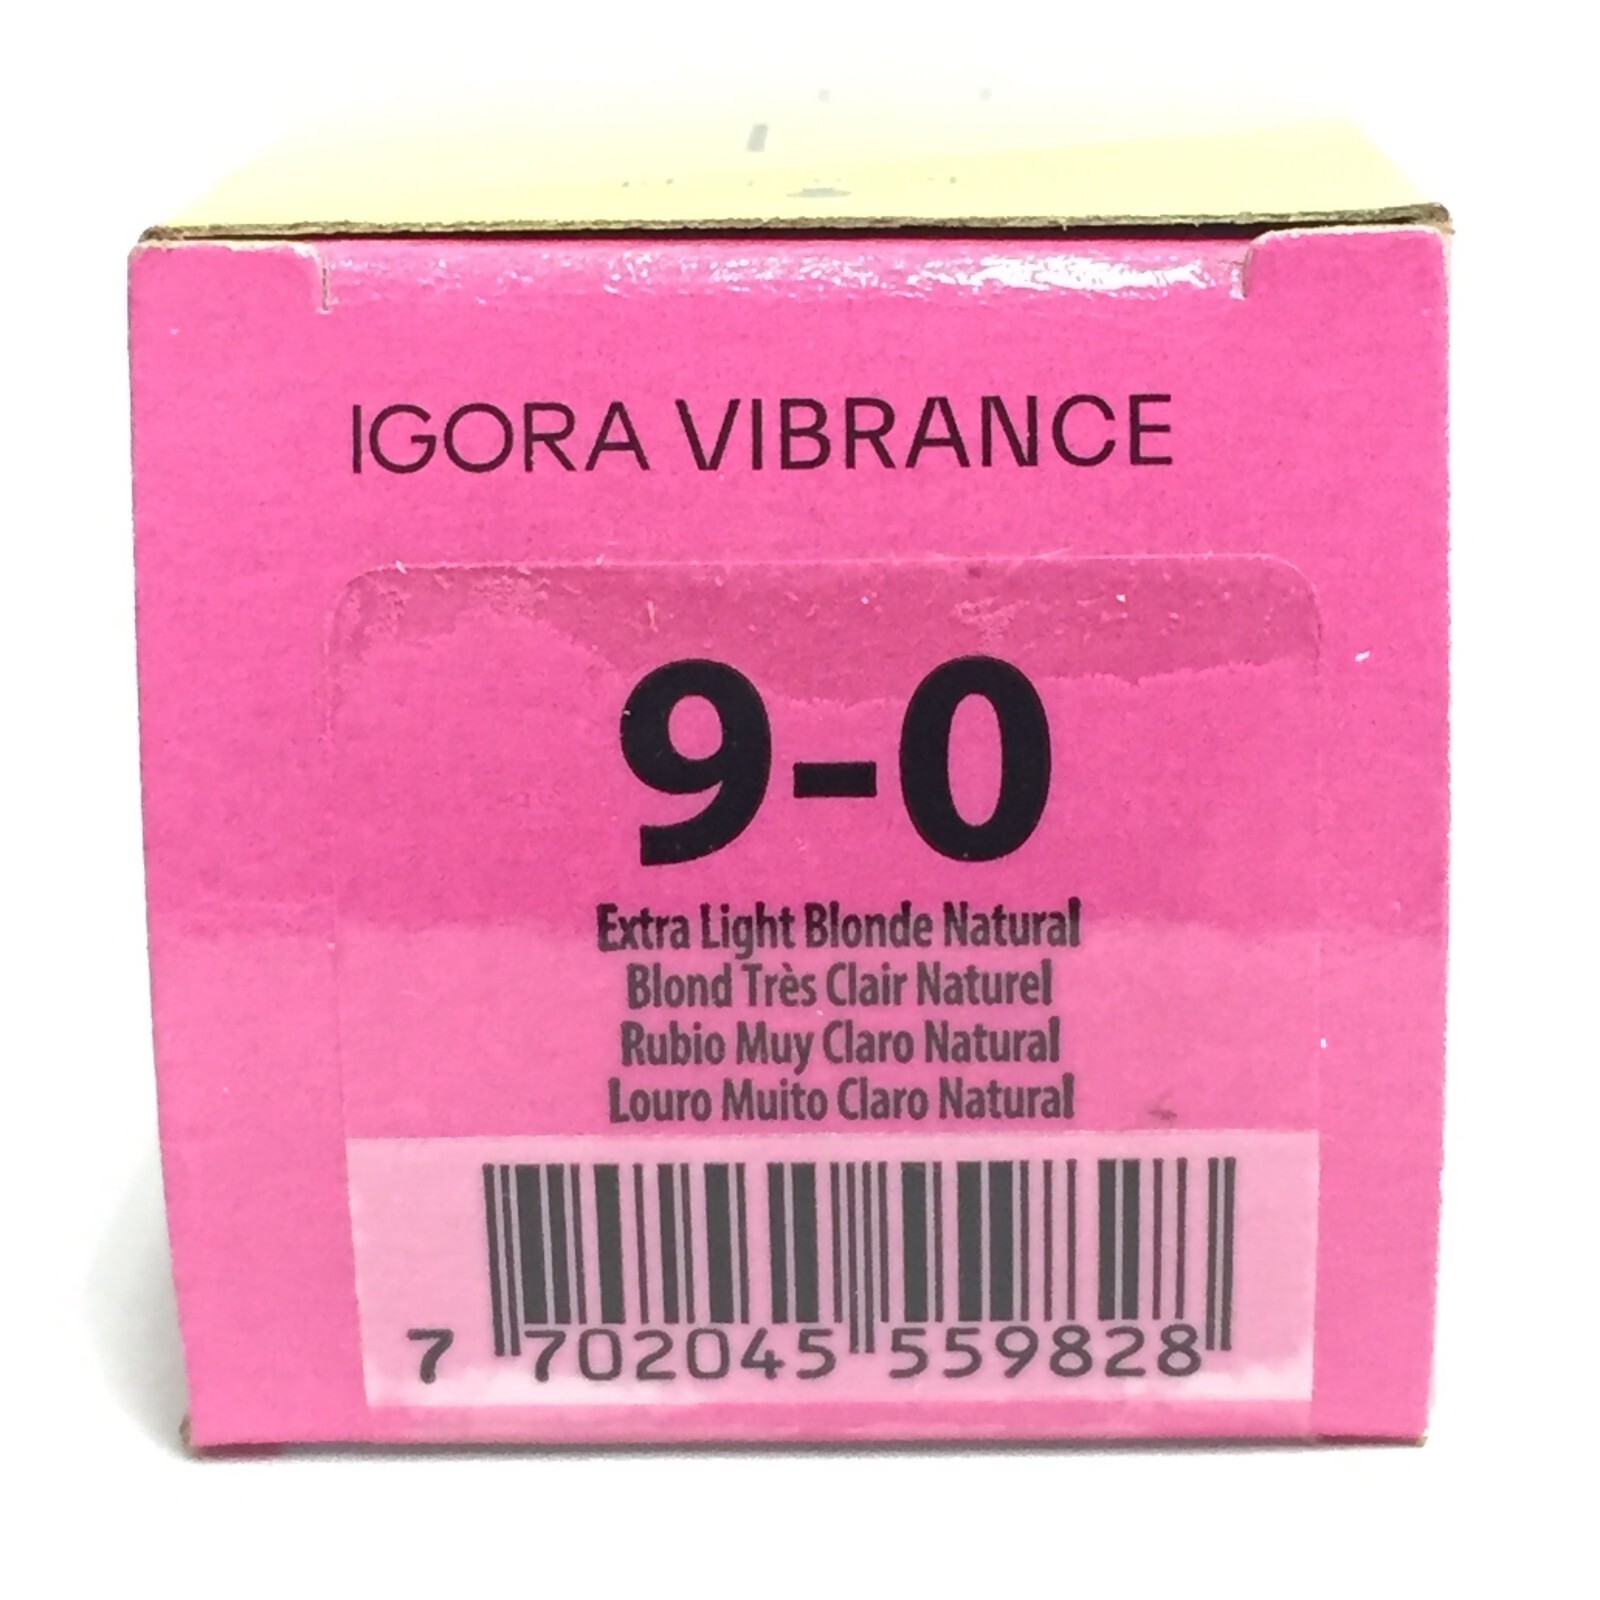 IGORA VIBRANCE
9-0
Extra Light Blonde Natural
Blond Très Clair Naturel
Rubio Muy Claro Natural
Louro Muito Claro Natural
7 702045 559828